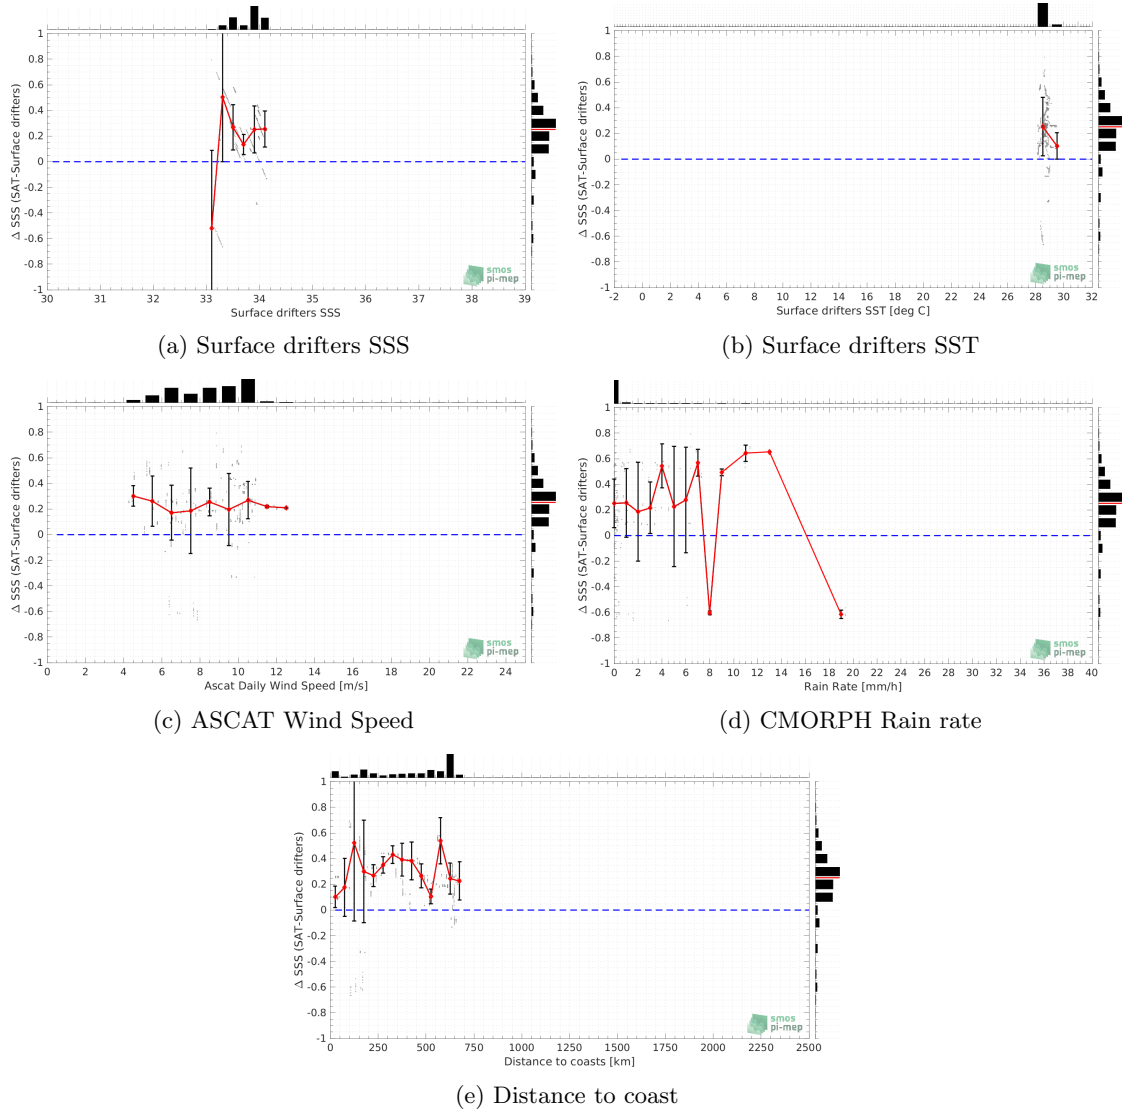 1
0.8
0.6
0.4
0.2
0
0.2
0.4
0.6
0.8
-1
Δ SSS (SAT-Surface drifters)
30 31 32 33 34 35 36 37 38 39
Surface drifters SSS
smos
pi-mep
(a) Surface drifters SSS
1
0.8
0.6
0.4
0.2
0
-0.2
-0.4
-0.6
-0.8
-1
Δ SSS (SAT-Surface drifters)
-2 0 2 4 6 8 10 12 14 16 18 20 22 24 26 28 30 32
Surface drifters SST [deg C]
smos
pi-mep
(b) Surface drifters SST
1
0.8
0.6
0.4
0.2
0
0.2
0.4
0.6
0.8
-1
Δ SSS (SAT-Surface drifters)
0 2 4 6 8 10 12 14 16 18 20 22 24
Ascat Daily Wind Speed [m/s]
smos
pi-mep
(c) ASCAT Wind Speed
1
0.8
0.6
0.4
0.2
0
0.2
0.4
0.6
0.8
-1
Δ SSS (SAT-Surface drifters)
0 2 4 6 8 10 12 14 16 18 20 22 24 26 28 30 32 34 36 38 40
Rain Rate [mm/h]
smos
pi-mep
(d) CMORPH Rain rate
1
0.8
0.6
0.4
0.2
0
-0.2
-0.4
-0.6
-0.8
-1
Δ SSS (SAT-Surface drifters)
0 250 500 750 1000 1250 1500 1750 2000 2250 2500
Distance to coasts [km]
smos
pi-mep
(e) Distance to coast